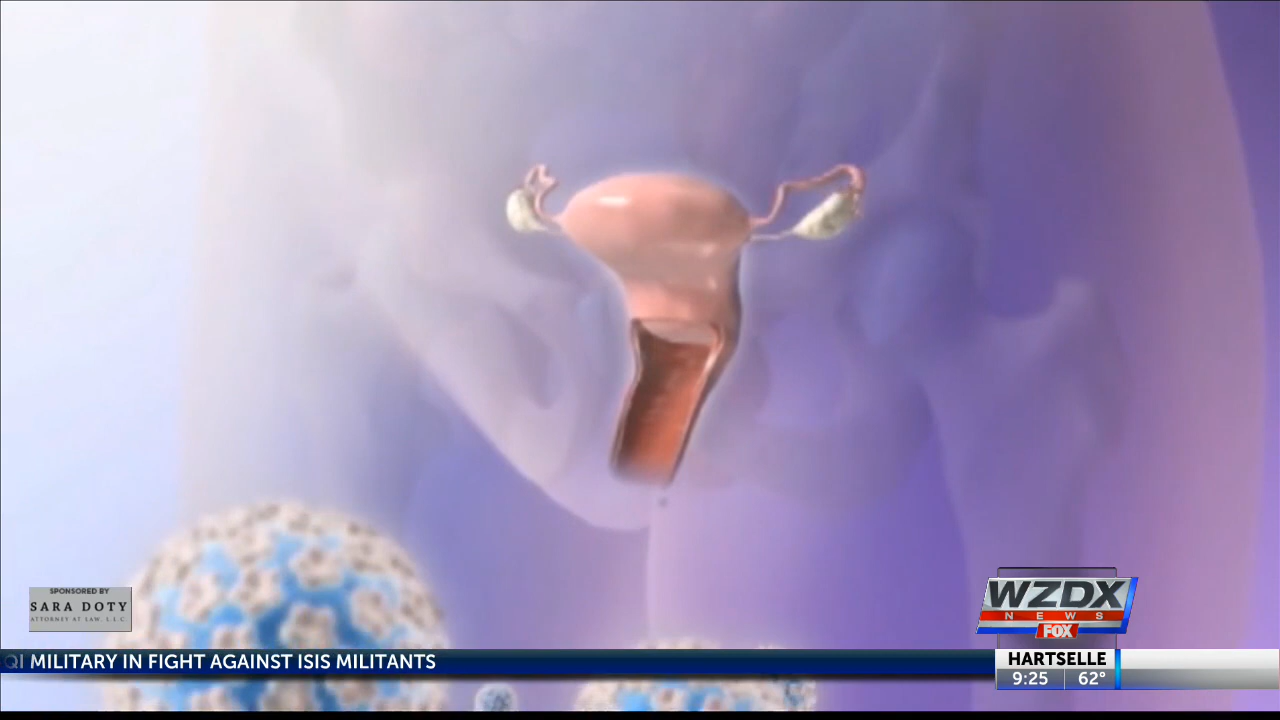 SPONSORED BY
SARA DOTY
ATTORNEY AT LAW, L.L.C.
WZDX
NEWS
FOX
QI MILITARY IN FIGHT AGAINST ISIS MILITANTS
HARTSELLE
9:25 62°